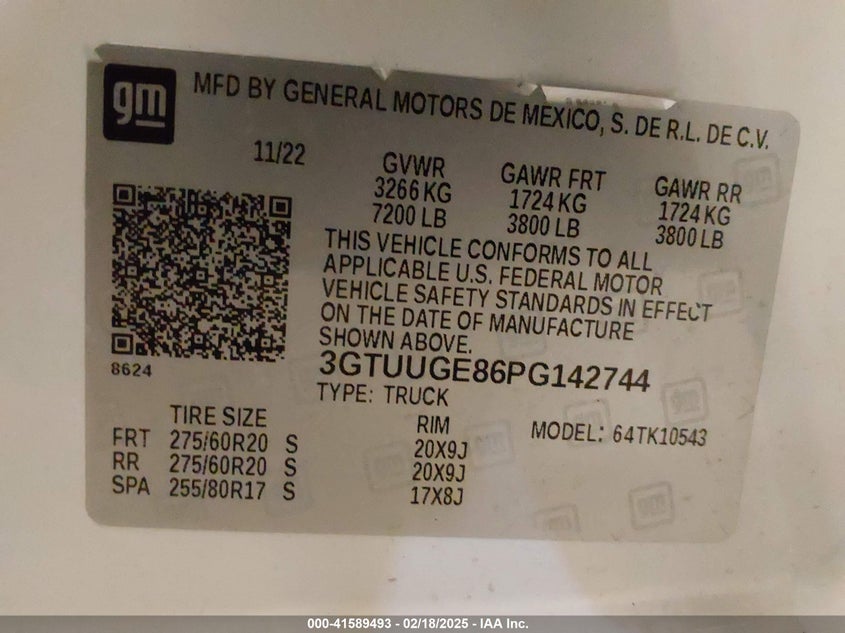 gm
MFD BY GENERAL MOTORS DE MEXICO, S. DE R.L. DE C.V.
11/22
GVWR GAWR FRT GAWR RR
3266 KG 1724 KG 1724 KG
7200 LB 3800 LB 3800 LB
THIS VEHICLE CONFORMS TO ALL
APPLICABLE U.S. FEDERAL MOTOR
VEHICLE SAFETY STANDARDS IN EFFECT
ON THE DATE OF MANUFACTURE
SHOWN ABOVE.
8624
3GTUUGE86PG142744
TYPE: TRUCK
TIRE SIZE RIM MODEL: 64TK10543
FRT 275/60R20 S 20X9J
RR 275/60R20 S 20X9J
SPA 255/80R17 S 17X8J
000-41589493 - 02/18/2025 - IAA Inc.